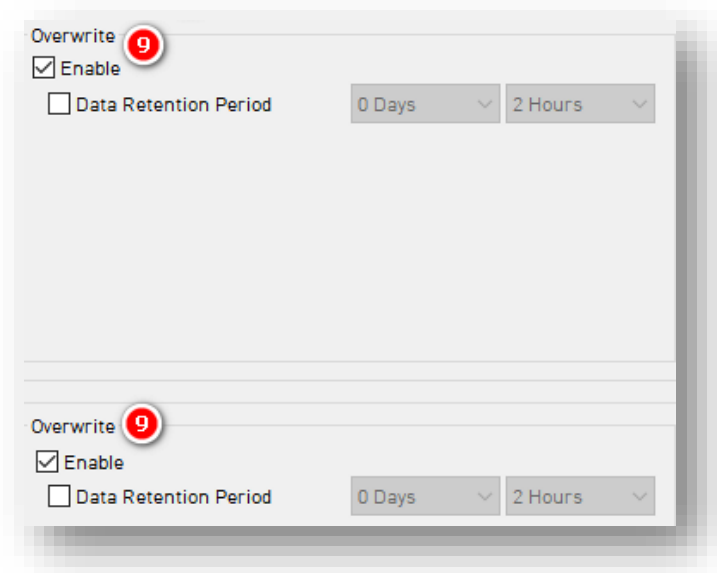 Overwrite 9
Enable
Data Retention Period 0 Days 2 Hours
Overwrite 9
Enable
Data Retention Period 0 Days 2 Hours